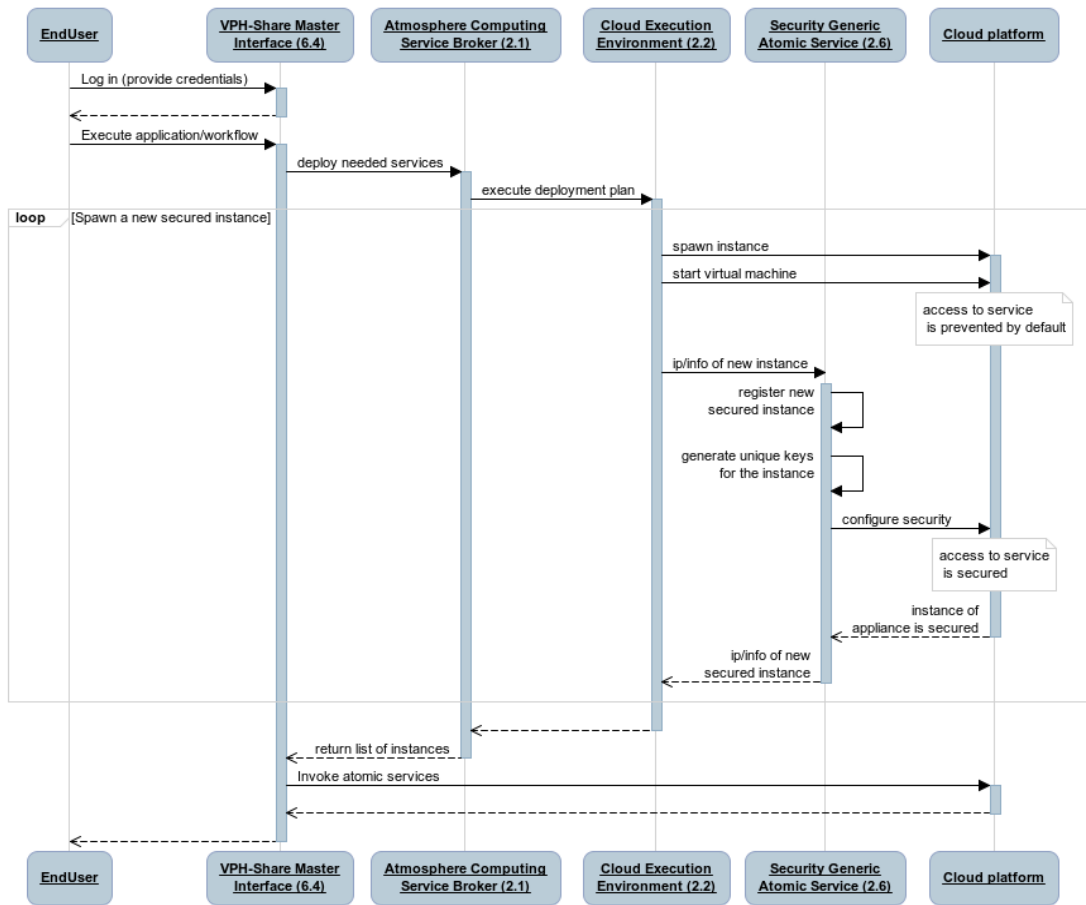 EndUser
VPH-Share Master
Interface (6.4)
Atmosphere Computing
Service Broker (2.1)
Cloud Execution
Environment (2.2)
Security Generic
Atomic Service (2.6)
Cloud platform
Log in (provide credentials)
Execute application/workflow
deploy needed services
execute deployment plan
loop
[Spawn a new secured instance]
spawn instance
start virtual machine
access to service
is prevented by default
ip/info of new instance
register new
secured instance
generate unique keys
for the instance
configure security
access to service
is secured
instance of
appliance is secured
ip/info of new
secured instance
return list of instances
Invoke atomic services
EndUser
VPH-Share Master
Interface (6.4)
Atmosphere Computing
Service Broker (2.1)
Cloud Execution
Environment (2.2)
Security Generic
Atomic Service (2.6)
Cloud platform